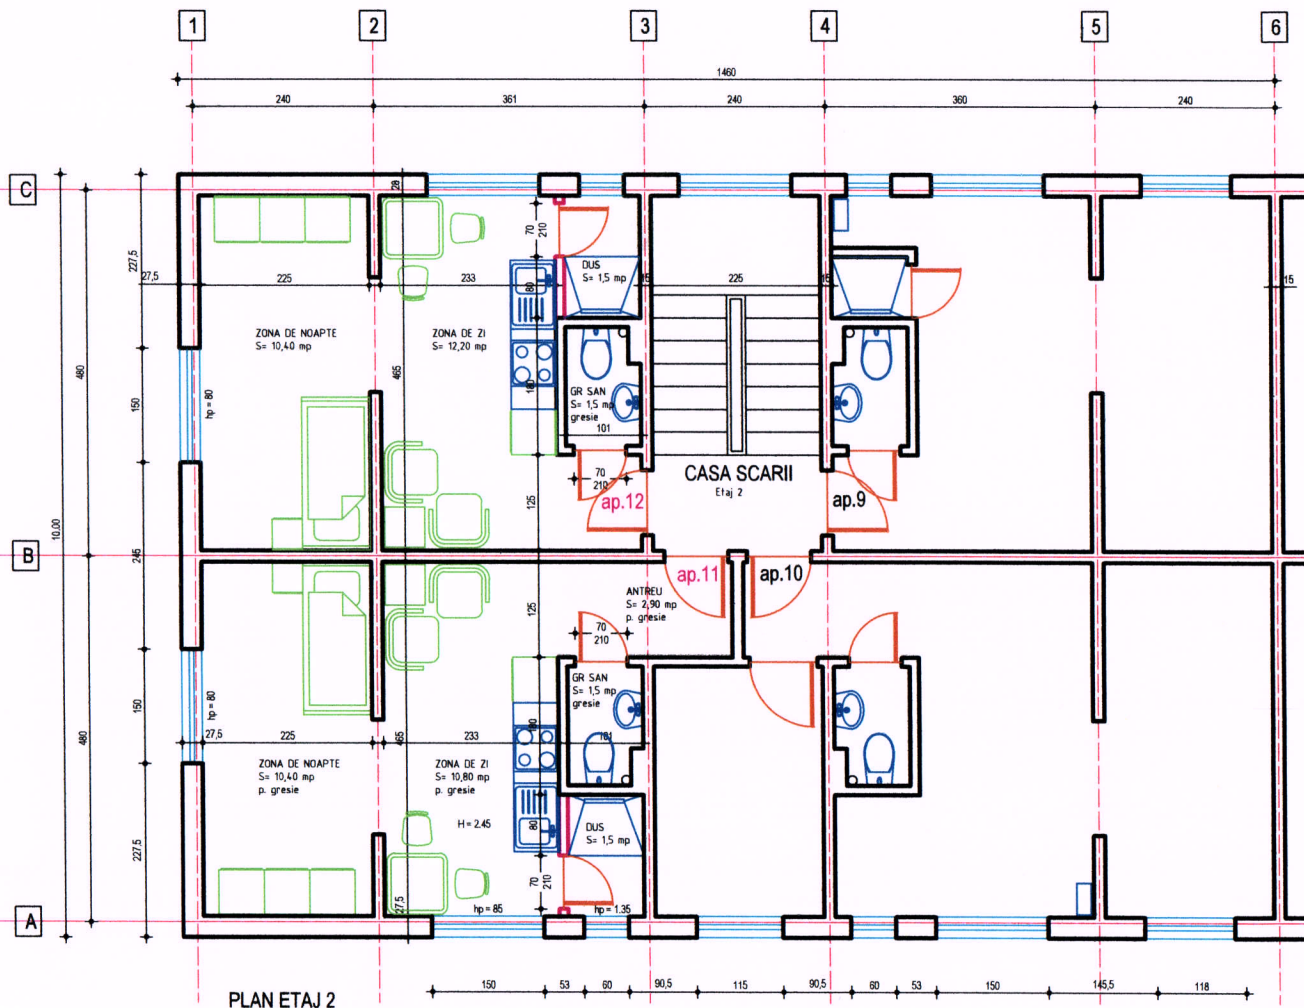 1 2 3 4 5 6
1460
240 361 240 360 240
C
28
227,5
70
210
DUS
S= 1,5 mp
27,5 225 233 15 225 15 15
80
ZONA DE NOAPTE
S= 10,40 mp
ZONA DE ZI
S= 12,20 mp
480
465
150
hp = 80
180
GR SAN
S= 1,5 mp
gresie
101
70
210
CASA SCARII
Etaj 2
ap.12
ap.9
125
10.00
B
245
ap.11
ap.10
ANTREU
S= 2,90 mp
p. gresie
125
70
210
GR SAN
S= 1,5 mp
gresie
150
hp = 80
180
27,5 225 465 233 101
480
ZONA DE NOAPTE
S= 10,40 mp
p. gresie
ZONA DE ZI
S= 10,80 mp
p. gresie
H = 2.45
80
DUS
S= 1,5 mp
227,5
70
210
27,5
hp = 85
hp = 1.35
A
150 53 60 90,5 115 90,5 60 53 150 145,5 118
PLAN ETAJ 2